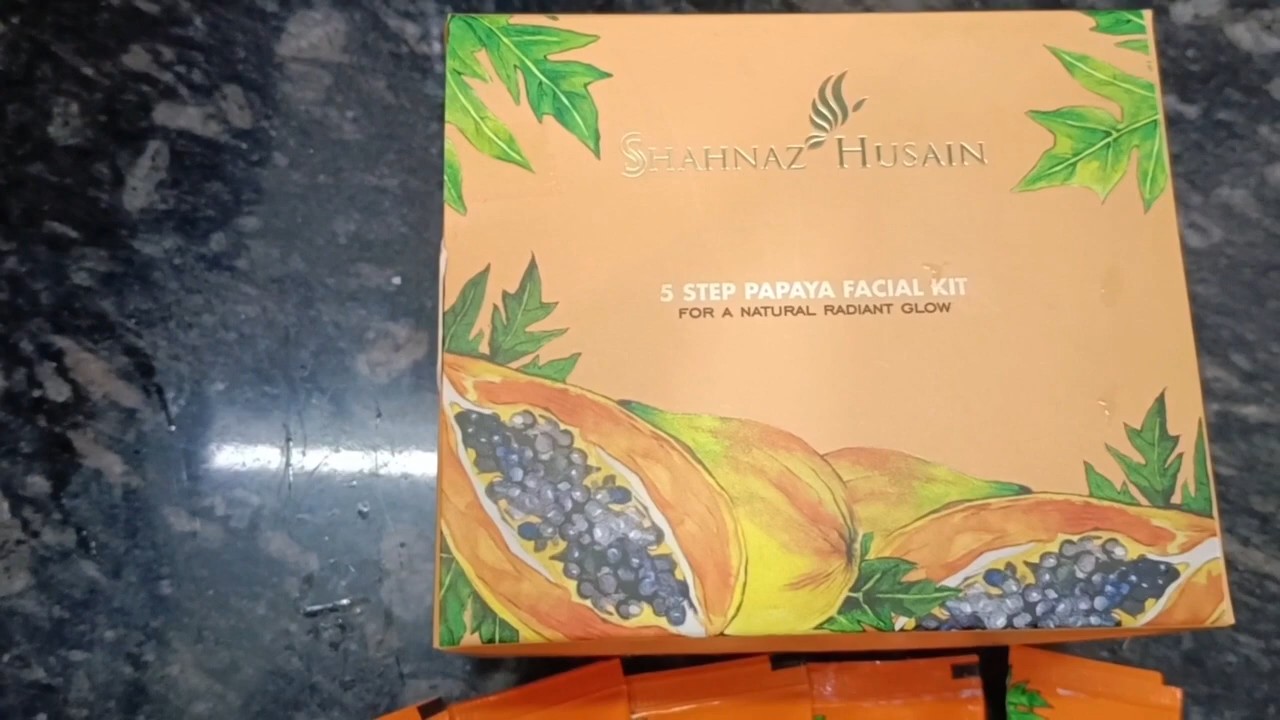 SHAHNAZ HUSAIN
5 STEP PAPAYA FACIAL KIT
FOR A NATURAL RADIANT GLOW